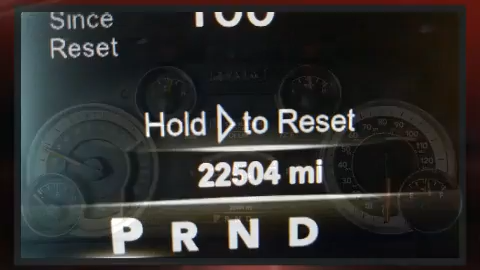 Since
Reset
Hold ▷ to Reset
22504 mi
P R N D